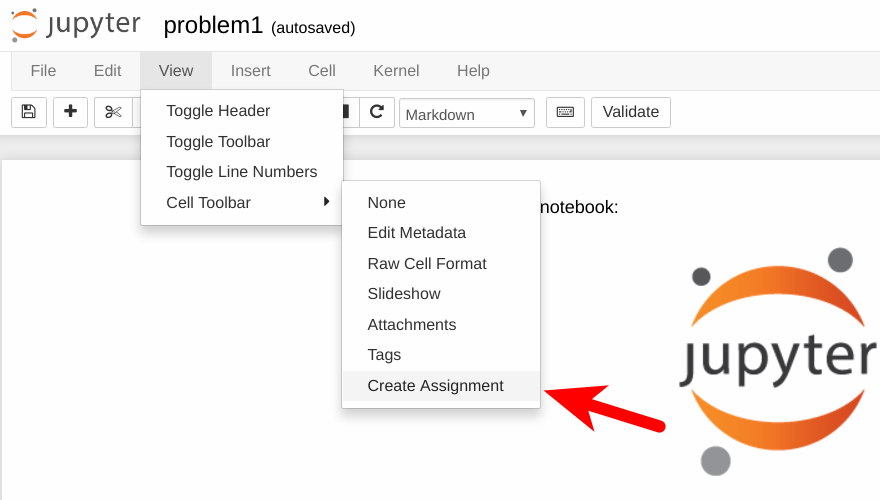 jupyter problem1 (autosaved)
File Edit View Insert Cell Kernel Help
Markdown Validate
Toggle Header
Toggle Toolbar
Toggle Line Numbers
Cell Toolbar
None
Edit Metadata
Raw Cell Format
Slideshow
Attachments
Tags
Create Assignment
notebook:
jupyter